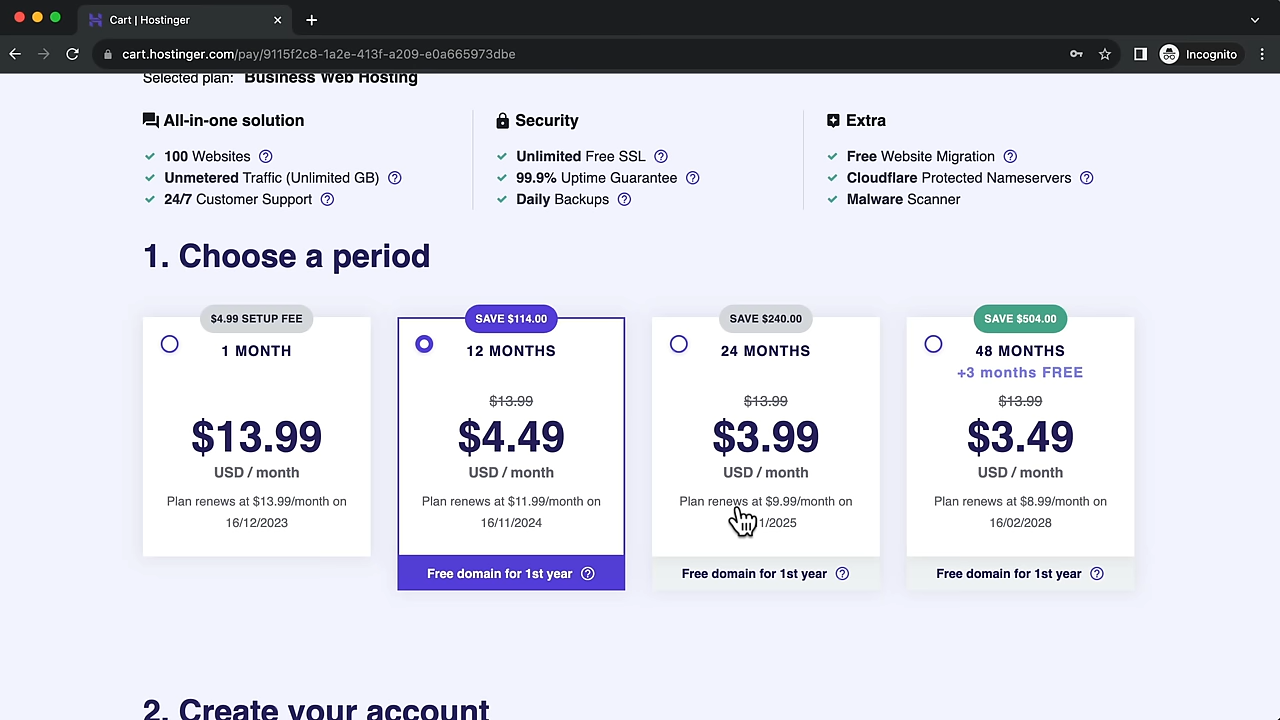 Cart | Hostinger
cart.hostinger.com/pay/9115f2c8-1a2e-413f-a209-e0a665973dbe
Incognito
Selected plan: Business Web Hosting
All-in-one solution
100 Websites
Unmetered Traffic (Unlimited GB)
24/7 Customer Support
Security
Unlimited Free SSL
99.9% Uptime Guarantee
Daily Backups
Extra
Free Website Migration
Cloudflare Protected Nameservers
Malware Scanner
1. Choose a period
$4.99 SETUP FEE
1 MONTH
$13.99
USD / month
Plan renews at $13.99/month on
16/12/2023
SAVE $114.00
12 MONTHS
$13.99
$4.49
USD / month
Plan renews at $11.99/month on
16/11/2024
Free domain for 1st year
SAVE $240.00
24 MONTHS
$13.99
$3.99
USD / month
Plan renews at $9.99/month on
1/2025
Free domain for 1st year
SAVE $504.00
48 MONTHS
+3 months FREE
$13.99
$3.49
USD / month
Plan renews at $8.99/month on
16/02/2028
Free domain for 1st year
2. Create your account